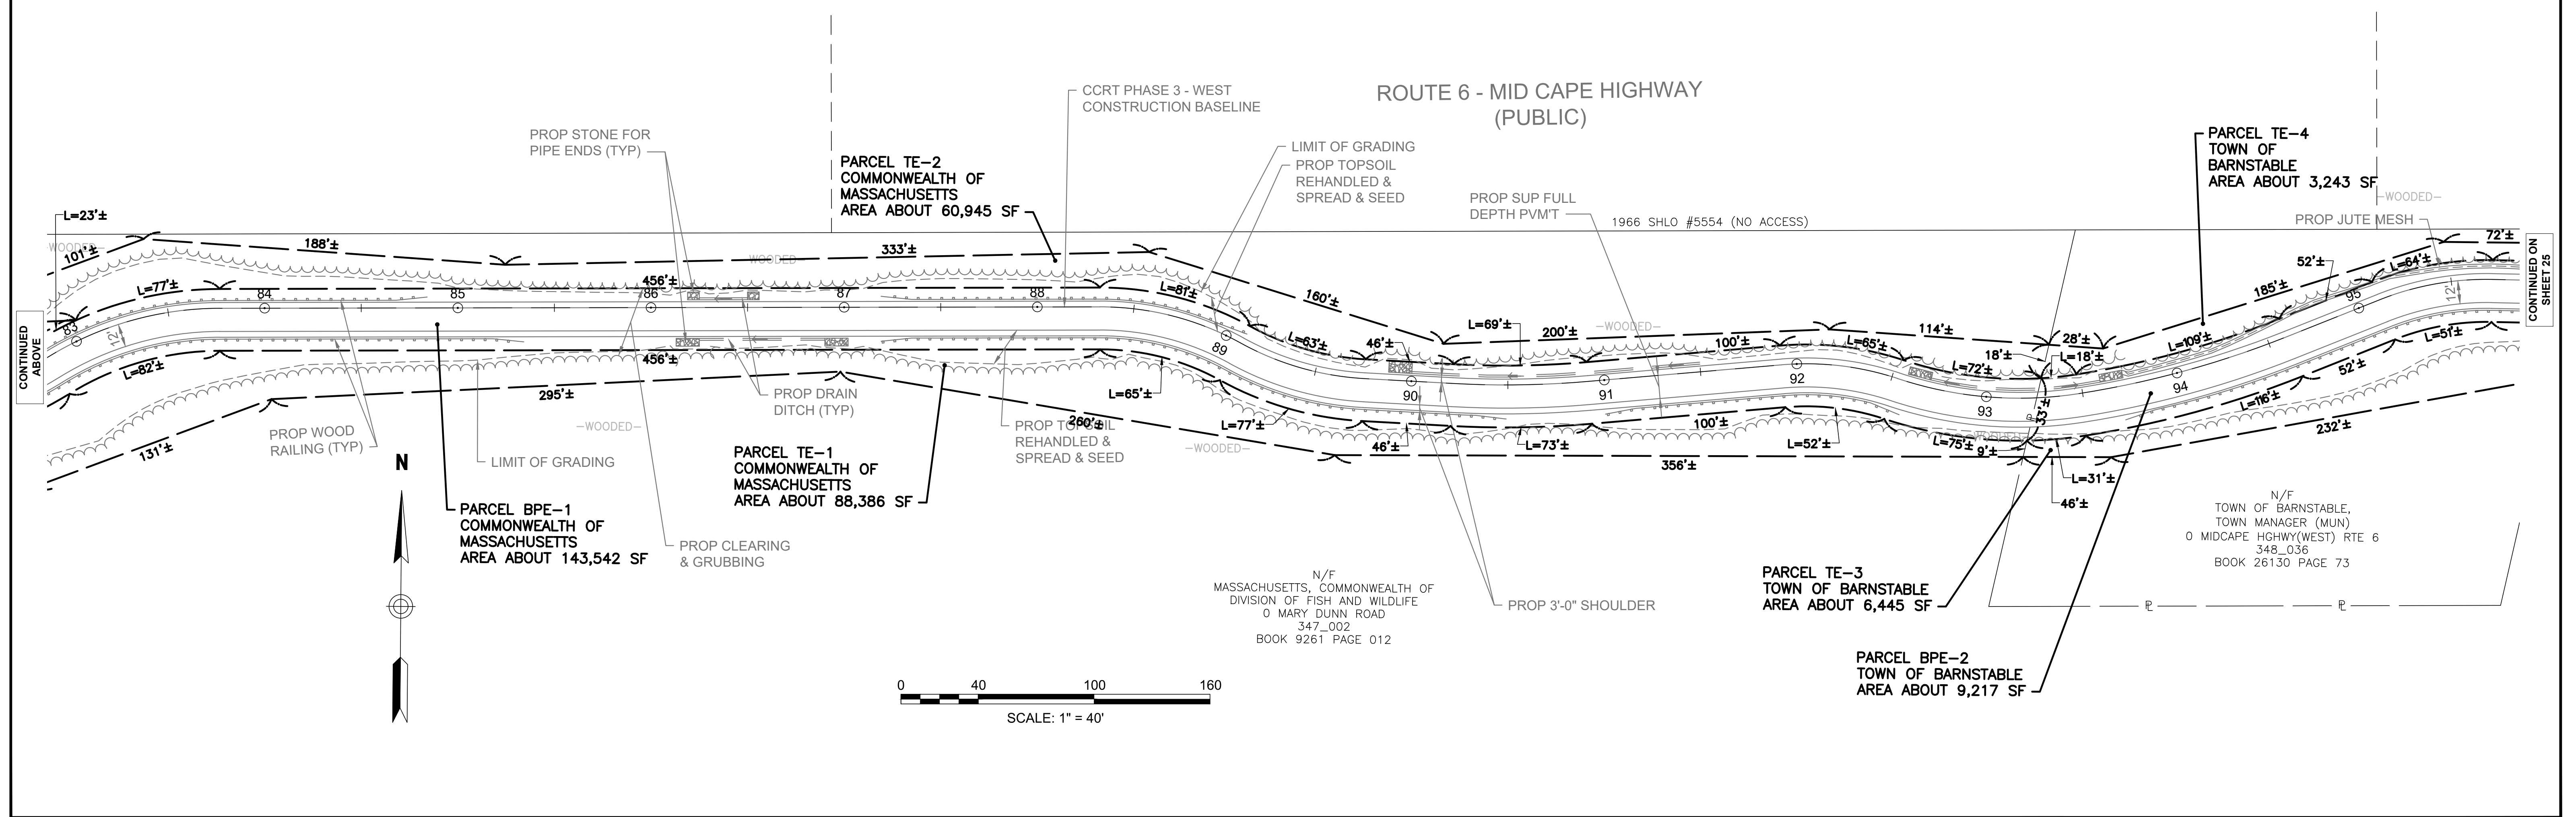 ROUTE 6 - MID CAPE HIGHWAY
(PUBLIC)
CCRT PHASE 3 - WEST
CONSTRUCTION BASELINE
PROP STONE FOR
PIPE ENDS (TYP)
PARCEL TE-2
COMMONWEALTH OF
MASSACHUSETTS
AREA ABOUT 60,945 SF
LIMIT OF GRADING
PROP TOPSOIL
REHANDLED &
SPREAD & SEED
PROP SUP FULL
DEPTH PVM'T
1966 SHLO #5554 (NO ACCESS)
PARCEL TE-4
TOWN OF
BARNSTABLE
AREA ABOUT 3,243 SF
-WOODED-
PROP JUTE MESH
72'±
L=23'±
-WOODED-
101'±
188'±
333'±
-WOODED-
L=77'±
456'±
L=81'±
160'±
L=63'±
46'±
L=69'±
200'±
-WOODED-
100'±
L=65'±
114'±
L=72'±
18'±
28'±
L=18'±
L=109'±
185'±
52'±
L=64'±
83
84
85
86
87
88
89
90
91
92
93
94
95
12'
12'
CONTINUED
ABOVE
CONTINUED ON
SHEET 25
L=82'±
456'±
L=65'±
L=77'±
46'±
L=73'±
100'±
L=52'±
L=75'±
9'±
33'±
L=31'±
46'±
L=116'±
52'±
L=51'±
131'±
295'±
260'±
356'±
232'±
-WOODED-
-WOODED-
PROP WOOD
RAILING (TYP)
LIMIT OF GRADING
PROP DRAIN
DITCH (TYP)
PROP TOPSOIL
REHANDLED &
SPREAD & SEED
N
PARCEL TE-1
COMMONWEALTH OF
MASSACHUSETTS
AREA ABOUT 88,386 SF
PARCEL BPE-1
COMMONWEALTH OF
MASSACHUSETTS
AREA ABOUT 143,542 SF
PROP CLEARING
& GRUBBING
N/F
MASSACHUSETTS, COMMONWEALTH OF
DIVISION OF FISH AND WILDLIFE
0 MARY DUNN ROAD
347_002
BOOK 9261 PAGE 012
PROP 3'-0" SHOULDER
PARCEL TE-3
TOWN OF BARNSTABLE
AREA ABOUT 6,445 SF
N/F
TOWN OF BARNSTABLE,
TOWN MANAGER (MUN)
0 MIDCAPE HGHWY(WEST) RTE 6
348_036
BOOK 26130 PAGE 73
PARCEL BPE-2
TOWN OF BARNSTABLE
AREA ABOUT 9,217 SF
0 40 100 160
SCALE: 1" = 40'